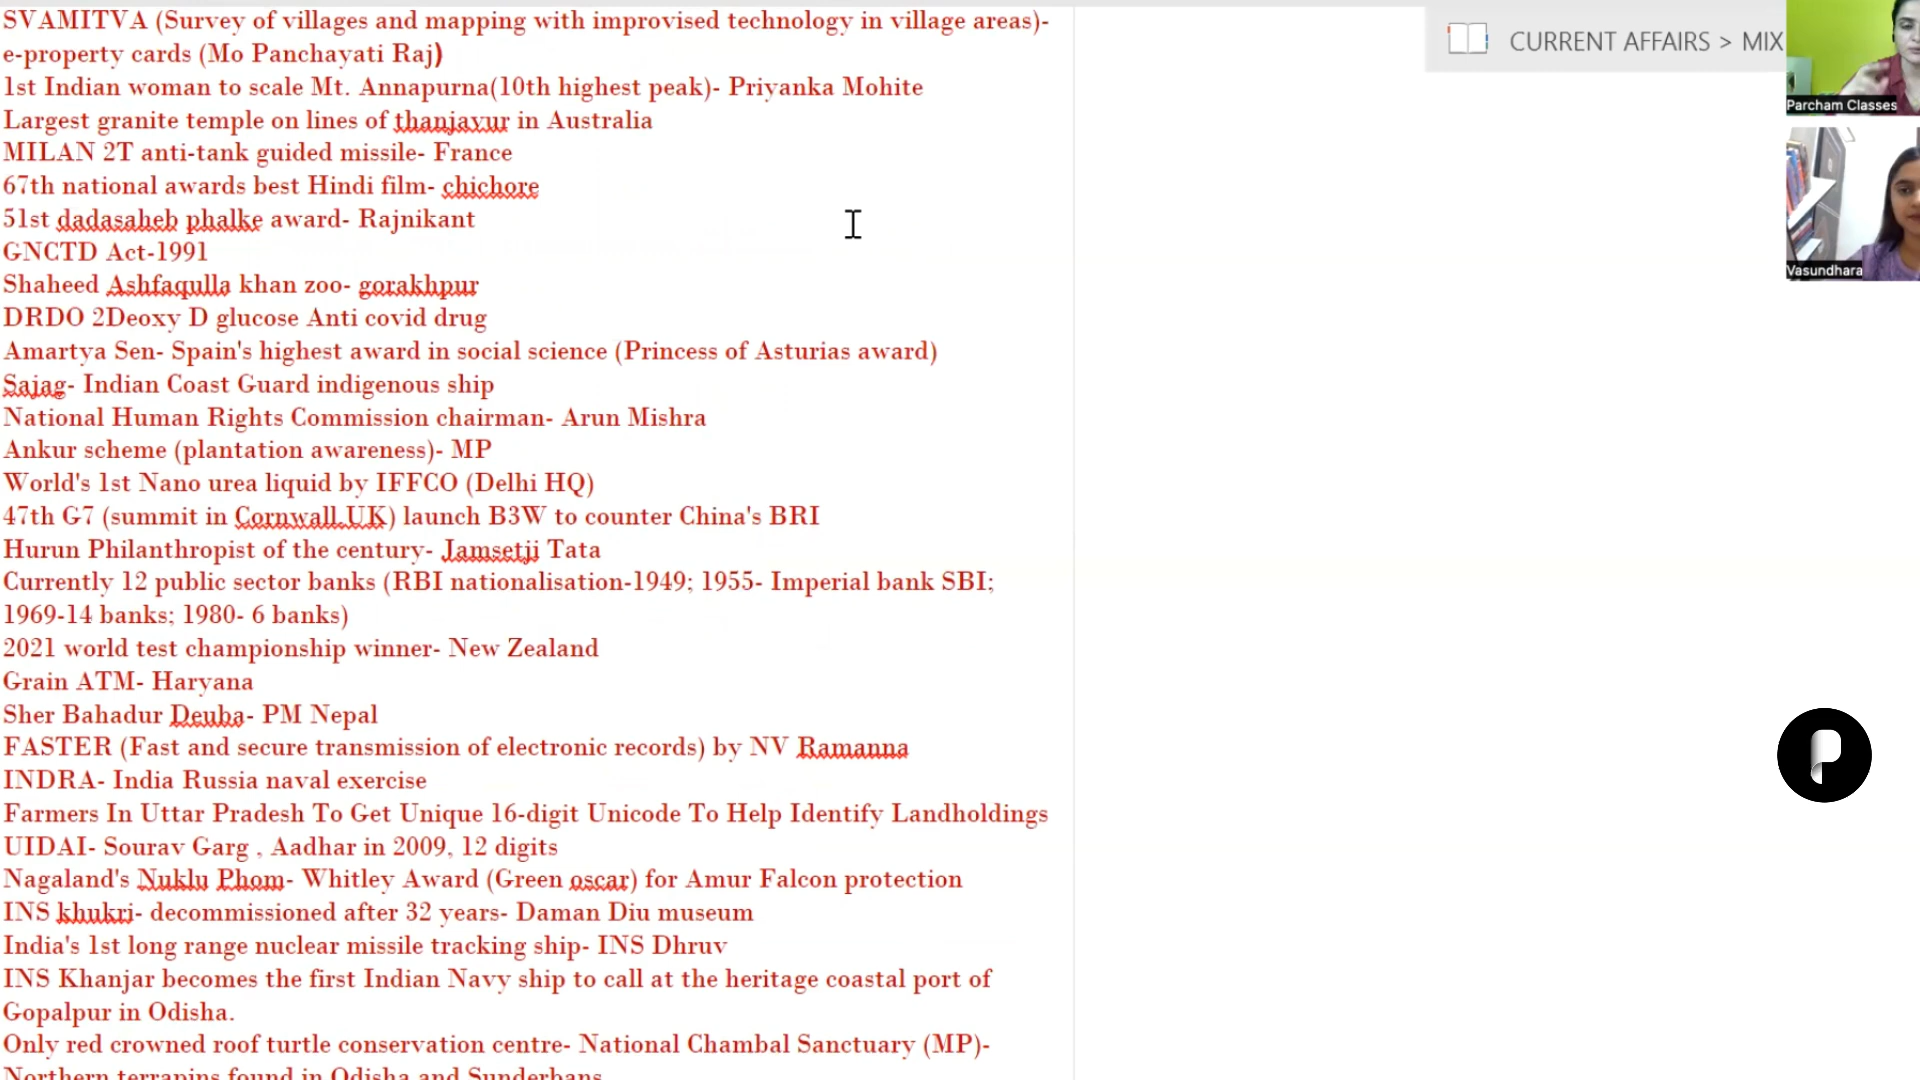 SVAMITVA (Survey of villages and mapping with improvised technology in village areas)-
e-property cards (Mo Panchayati Raj)
1st Indian woman to scale Mt. Annapurna(10th highest peak)- Priyanka Mohite
Largest granite temple on lines of thanjavur in Australia
MILAN 2T anti-tank guided missile- France
67th national awards best Hindi film- chichore
51st dadasaheb phalke award- Rajnikant
GNCTD Act-1991
Shaheed Ashfaqulla khan zoo- gorakhpur
DRDO 2Deoxy D glucose Anti covid drug
Amartya Sen- Spain's highest award in social science (Princess of Asturias award)
Sajag- Indian Coast Guard indigenous ship
National Human Rights Commission chairman- Arun Mishra
Ankur scheme (plantation awareness)- MP
World's 1st Nano urea liquid by IFFCO (Delhi HQ)
47th G7 (summit in Cornwall.UK) launch B3W to counter China's BRI
Hurun Philanthropist of the century- Jamsetji Tata
Currently 12 public sector banks (RBI nationalisation-1949; 1955- Imperial bank SBI;
1969-14 banks; 1980- 6 banks)
2021 world test championship winner- New Zealand
Grain ATM- Haryana
Sher Bahadur Deuba- PM Nepal
FASTER (Fast and secure transmission of electronic records) by NV Ramanna
INDRA- India Russia naval exercise
Farmers In Uttar Pradesh To Get Unique 16-digit Unicode To Help Identify Landholdings
UIDAI- Sourav Garg , Aadhar in 2009, 12 digits
Nagaland's Nuklu Phom- Whitley Award (Green oscar) for Amur Falcon protection
INS khukri- decommissioned after 32 years- Daman Diu museum
India's 1st long range nuclear missile tracking ship- INS Dhruv
INS Khanjar becomes the first Indian Navy ship to call at the heritage coastal port of
Gopalpur in Odisha.
Only red crowned roof turtle conservation centre- National Chambal Sanctuary (MP)-
Northern terrapins found in Odisha and Sunderbans
CURRENT AFFAIRS > MIX
Parcham Classes
Vasundhara